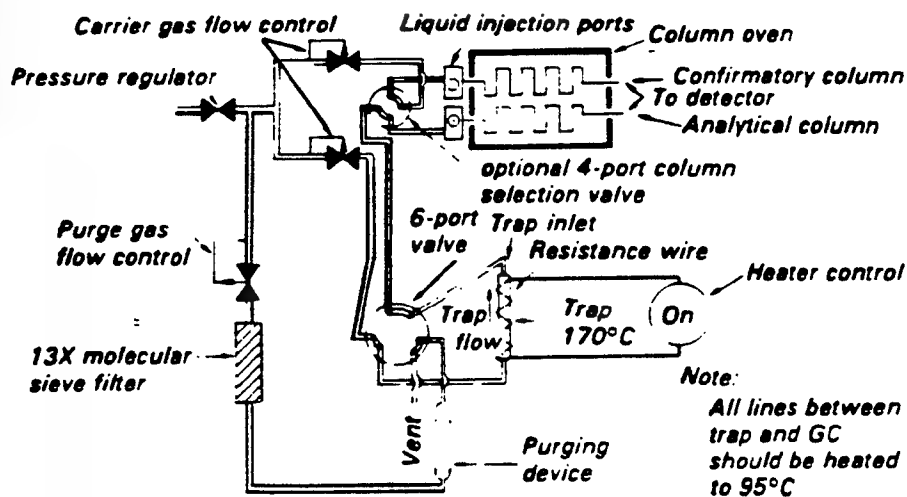 Carrier gas flow control
Liquid injection ports
Column oven
Pressure regulator
Confirmatory column
To detector
Analytical column
optional 4-port column
selection valve
6-port
valve
Trap inlet
Resistance wire
Purge gas
flow control
Heater control
Trap
flow
Trap
170°C
On
13X molecular
sieve filter
Note:
All lines between
trap and GC
should be heated
to 95°C
Vent
Purging
device